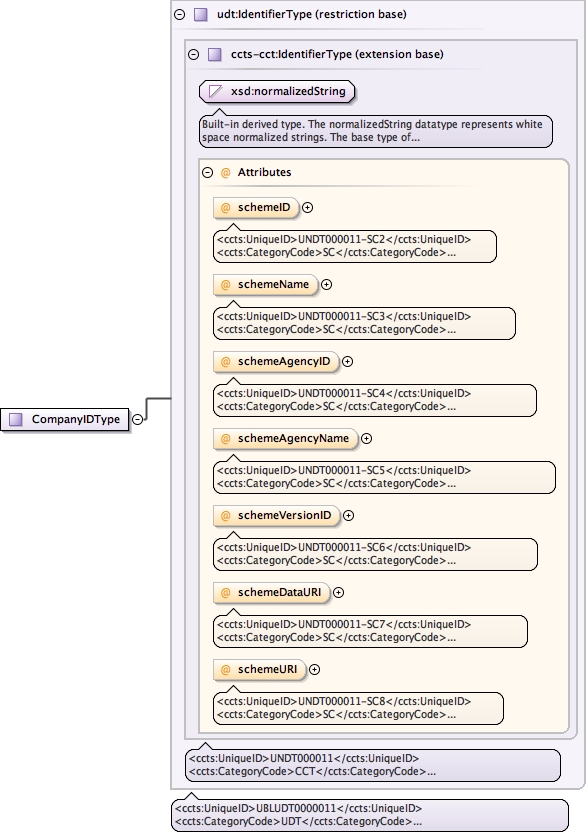 udt:IdentifierType (restriction base)
ccts-cct:IdentifierType (extension base)
xsd:normalizedString
Built-in derived type. The normalizedString datatype represents white
space normalized strings. The base type of...
@ Attributes
@ schemeID
<ccts:UniqueID>UNDT000011-SC2</ccts:UniqueID>
<ccts:CategoryCode>SC</ccts:CategoryCode>...
@ schemeName
<ccts:UniqueID>UNDT000011-SC3</ccts:UniqueID>
<ccts:CategoryCode>SC</ccts:CategoryCode>...
@ schemeAgencyID
<ccts:UniqueID>UNDT000011-SC4</ccts:UniqueID>
<ccts:CategoryCode>SC</ccts:CategoryCode>...
CompanyIDType
@ schemeAgencyName
<ccts:UniqueID>UNDT000011-SC5</ccts:UniqueID>
<ccts:CategoryCode>SC</ccts:CategoryCode>...
@ schemeVersionID
<ccts:UniqueID>UNDT000011-SC6</ccts:UniqueID>
<ccts:CategoryCode>SC</ccts:CategoryCode>...
@ schemeDataURI
<ccts:UniqueID>UNDT000011-SC7</ccts:UniqueID>
<ccts:CategoryCode>SC</ccts:CategoryCode>...
@ schemeURI
<ccts:UniqueID>UNDT000011-SC8</ccts:UniqueID>
<ccts:CategoryCode>SC</ccts:CategoryCode>...
<ccts:UniqueID>UNDT000011</ccts:UniqueID>
<ccts:CategoryCode>CCT</ccts:CategoryCode>...
<ccts:UniqueID>UBLUDT0000011</ccts:UniqueID>
<ccts:CategoryCode>UDT</ccts:CategoryCode>...